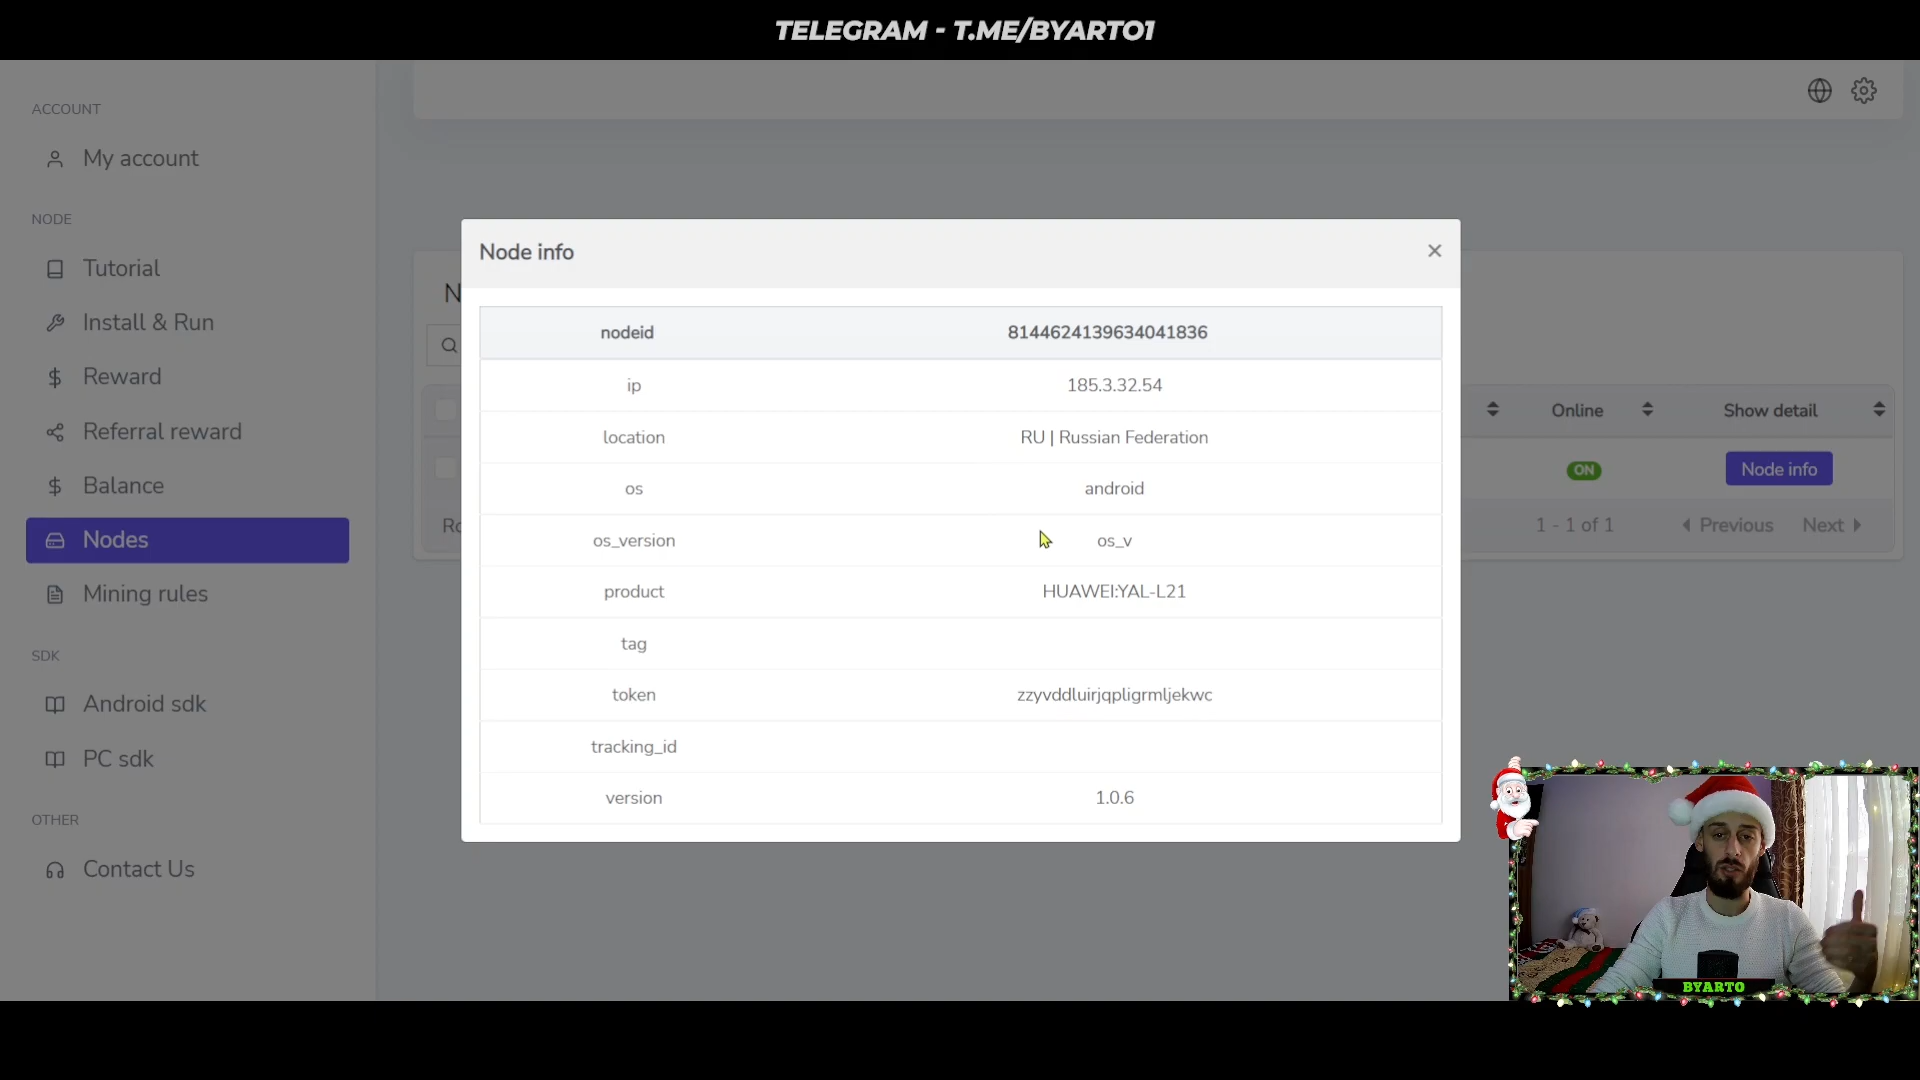 TELEGRAM - T.ME/BYARTO1
ACCOUNT
My account
NODE
Tutorial
Install & Run
Reward
Referral reward
Balance
Nodes
Mining rules
SDK
Android sdk
PC sdk
OTHER
Contact Us
Node info
×
nodeid 8144624139634041836
ip 185.3.32.54
location RU | Russian Federation
os android
os_version os_v
product HUAWEI:YAL-L21
tag
token zzyvddluirjqpligrmljekwc
tracking_id
version 1.0.6
N
Online Show detail
ON Node info
Ro 1 - 1 of 1 Previous Next
BYARTO